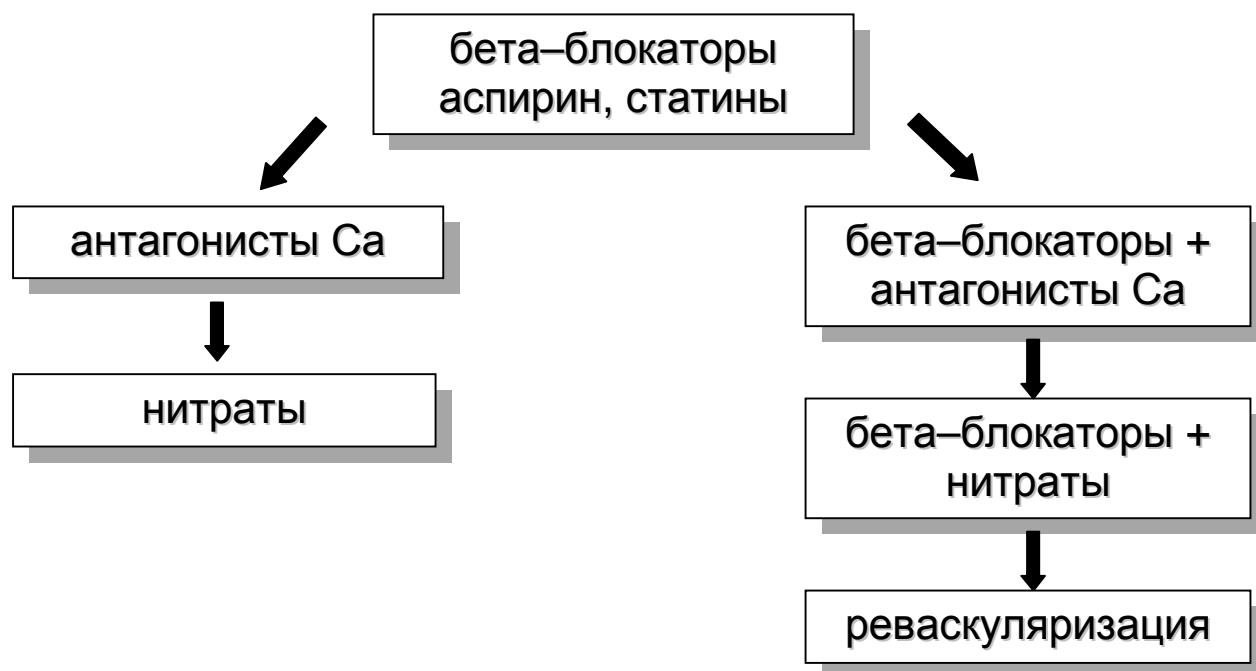 бета–блокаторы
аспирин, статины
антагонисты Са
нитраты
бета–блокаторы +
антагонисты Са
бета–блокаторы +
нитраты
реваскуляризация